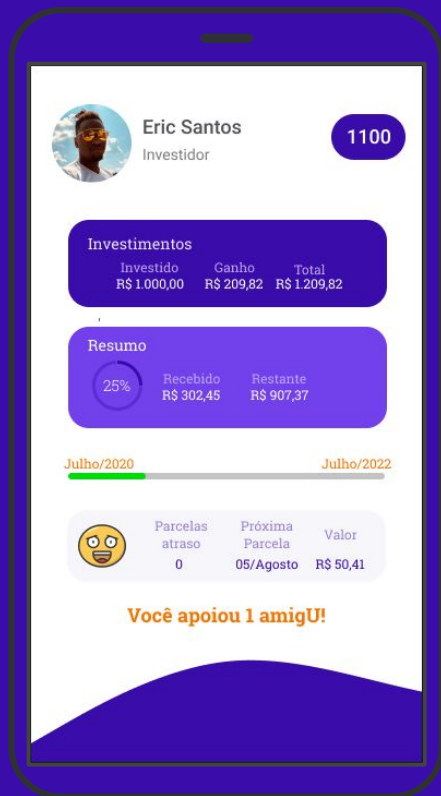 Eric Santos
Investidor
1100
Investimentos
Investido Ganho Total
R$ 1.000,00 R$ 209,82 R$ 1.209,82
,
Resumo
25%
Recebido Restante
R$ 302,45 R$ 907,37
Julho/2020 Julho/2022
Parcelas Próxima Valor
atraso Parcela
0 05/Agosto R$ 50,41
Você apoiou 1 amigU!